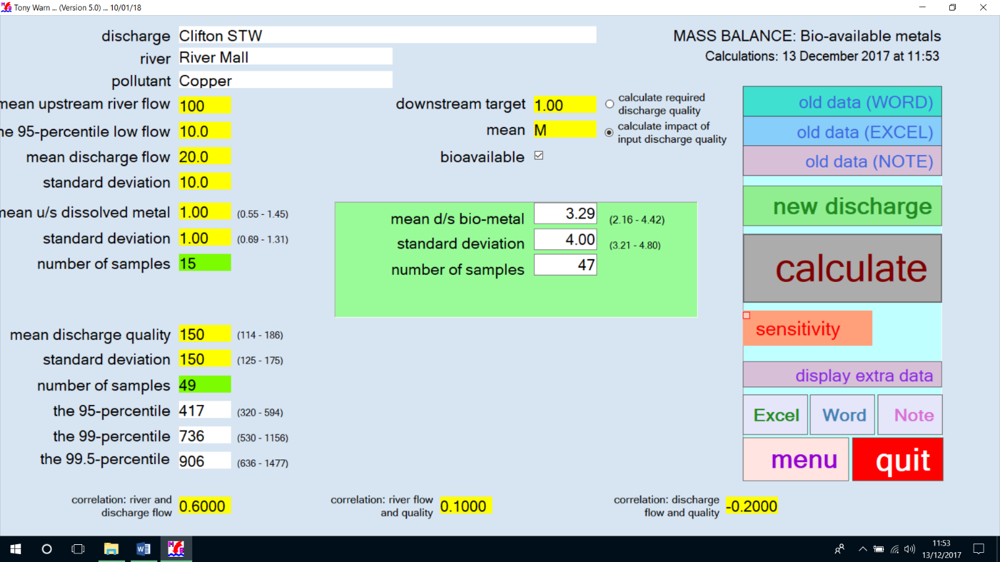 Tony Warn ... (Version 5.0) ... 10/01/18
discharge Clifton STW
MASS BALANCE: Bio-available metals
river River Mall
Calculations: 13 December 2017 at 11:53
pollutant Copper
mean upstream river flow 100
downstream target 1.00
calculate required
discharge quality
old data (WORD)
he 95-percentile low flow 10.0
mean M
calculate impact of
input discharge quality
old data (EXCEL)
mean discharge flow 20.0
bioavailable
old data (NOTE)
standard deviation 10.0
new discharge
mean u/s dissolved metal 1.00 (0.55 - 1.45)
mean d/s bio-metal 3.29 (2.16 - 4.42)
standard deviation 1.00 (0.69 - 1.31)
standard deviation 4.00 (3.21 - 4.80)
number of samples 15
number of samples 47
calculate
sensitivity
mean discharge quality 150 (114 - 186)
standard deviation 150 (125 - 175)
display extra data
number of samples 49
the 95-percentile 417 (320 - 594)
Excel Word Note
the 99-percentile 736 (530 - 1156)
the 99.5-percentile 906 (636 - 1477)
menu quit
correlation: river and
discharge flow 0.6000
correlation: river flow
and quality 0.1000
correlation: discharge
flow and quality -0.2000
11:53
13/12/2017